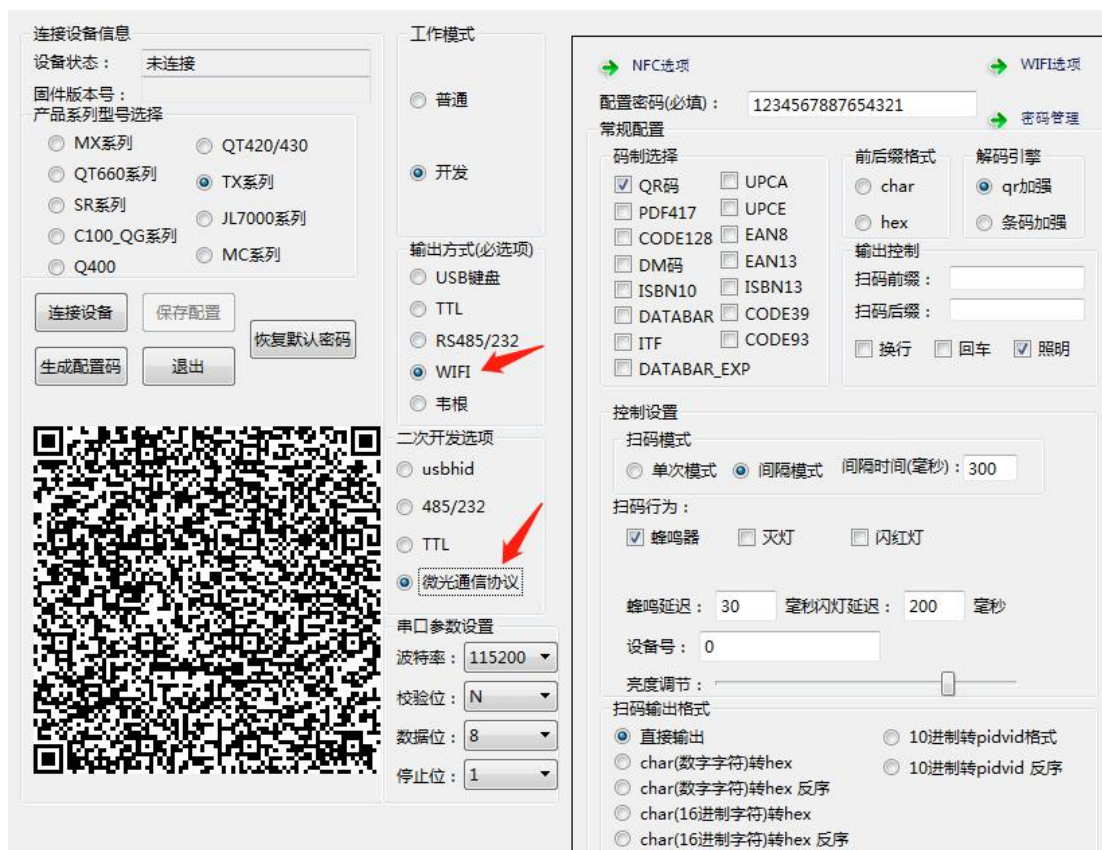 连接设备信息
设备状态： 未连接
固件版本号：
产品系列型号选择
MX系列 QT420/430
QT660系列 TX系列
SR系列 JL7000系列
C100_QG系列 MC系列
Q400
连接设备 保存配置 恢复默认密码
生成配置码 退出
工作模式
普通
开发
输出方式(必选项)
USB键盘
TTL
RS485/232
WIFI
韦根
二次开发选项
usbhid
485/232
TTL
微光通信协议
串口参数设置
波特率： 115200
校验位： N
数据位： 8
停止位： 1
NFC选项 WIFI选项
配置密码(必填)： 1234567887654321 密码管理
常规配置
码制选择
QR码 UPCA
PDF417 UPCE
CODE128 EAN8
DM码 EAN13
ISBN10 ISBN13
DATABAR CODE39
ITF CODE93
DATABAR_EXP
前后缀格式
char
hex
解码引擎
qr加强
条码加强
输出控制
扫码前缀：
扫码后缀：
换行 回车 照明
控制设置
扫码模式
单次模式 间隔模式 间隔时间(毫秒)：300
扫码行为：
蜂鸣器 灭灯 闪红灯
蜂鸣延迟： 30 毫秒闪灯延迟： 200 毫秒
设备号： 0
亮度调节：
扫码输出格式
直接输出 10进制转pidvid格式
char(数字字符)转hex 10进制转pidvid 反序
char(数字字符)转hex 反序
char(16进制字符)转hex
char(16进制字符)转hex 反序